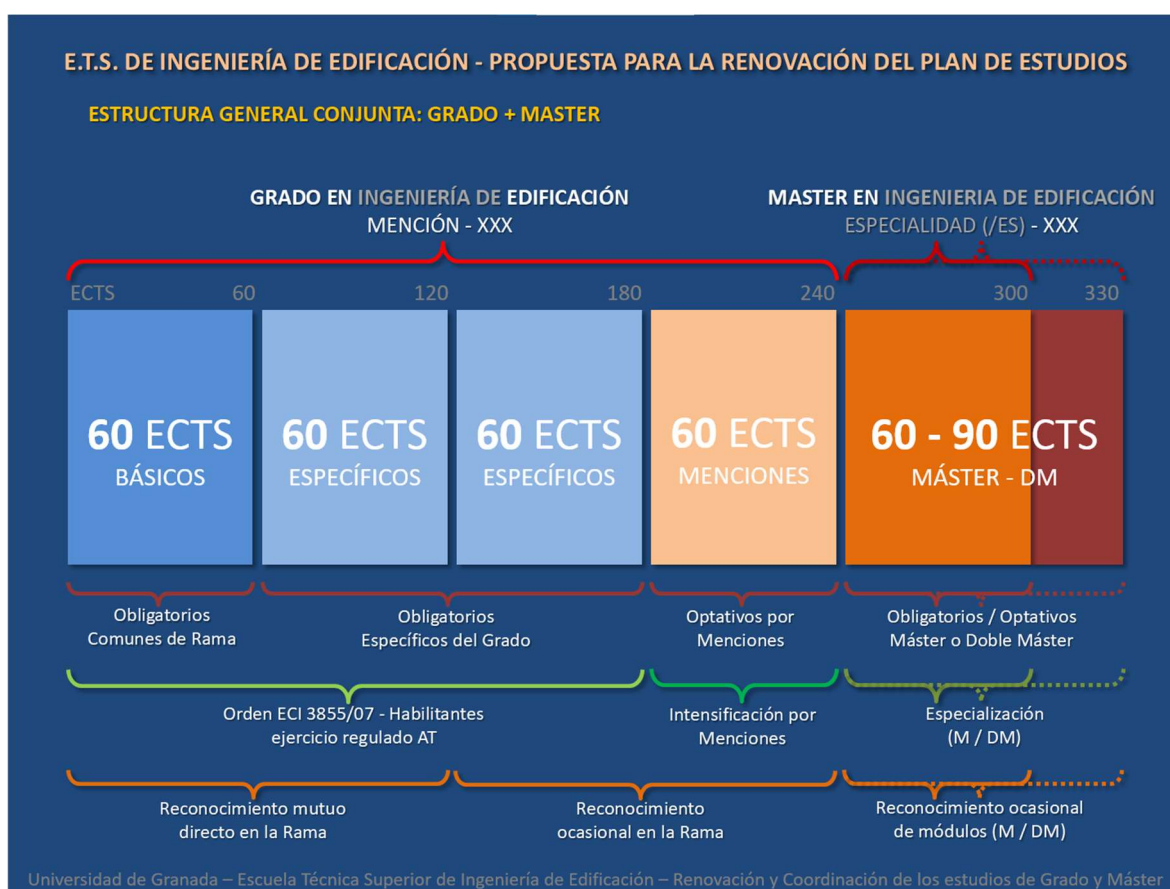 E.T.S. DE INGENIERÍA DE EDIFICACIÓN - PROPUESTA PARA LA RENOVACIÓN DEL PLAN DE ESTUDIOS
ESTRUCTURA GENERAL CONJUNTA: GRADO + MASTER
GRADO EN INGENIERÍA DE EDIFICACIÓN
MENCIÓN - XXX
MASTER EN INGENIERIA DE EDIFICACIÓN
ESPECIALIDAD (/ES) - XXX
ECTS 60 120 180 240 300 330
60 ECTS
BÁSICOS
60 ECTS
ESPECÍFICOS
60 ECTS
ESPECÍFICOS
60 ECTS
MENCIONES
60 - 90 ECTS
MÁSTER - DM
Obligatorios
Comunes de Rama
Obligatorios
Específicos del Grado
Optativos por
Menciones
Obligatorios / Optativos
Máster o Doble Máster
Orden ECI 3855/07 - Habilitantes
ejercicio regulado AT
Intensificación por
Menciones
Especialización
(M / DM)
Reconocimiento mutuo
directo en la Rama
Reconocimiento
ocasional en la Rama
Reconocimiento ocasional
de módulos (M / DM)
Universidad de Granada – Escuela Técnica Superior de Ingeniería de Edificación – Renovación y Coordinación de los estudios de Grado y Máster